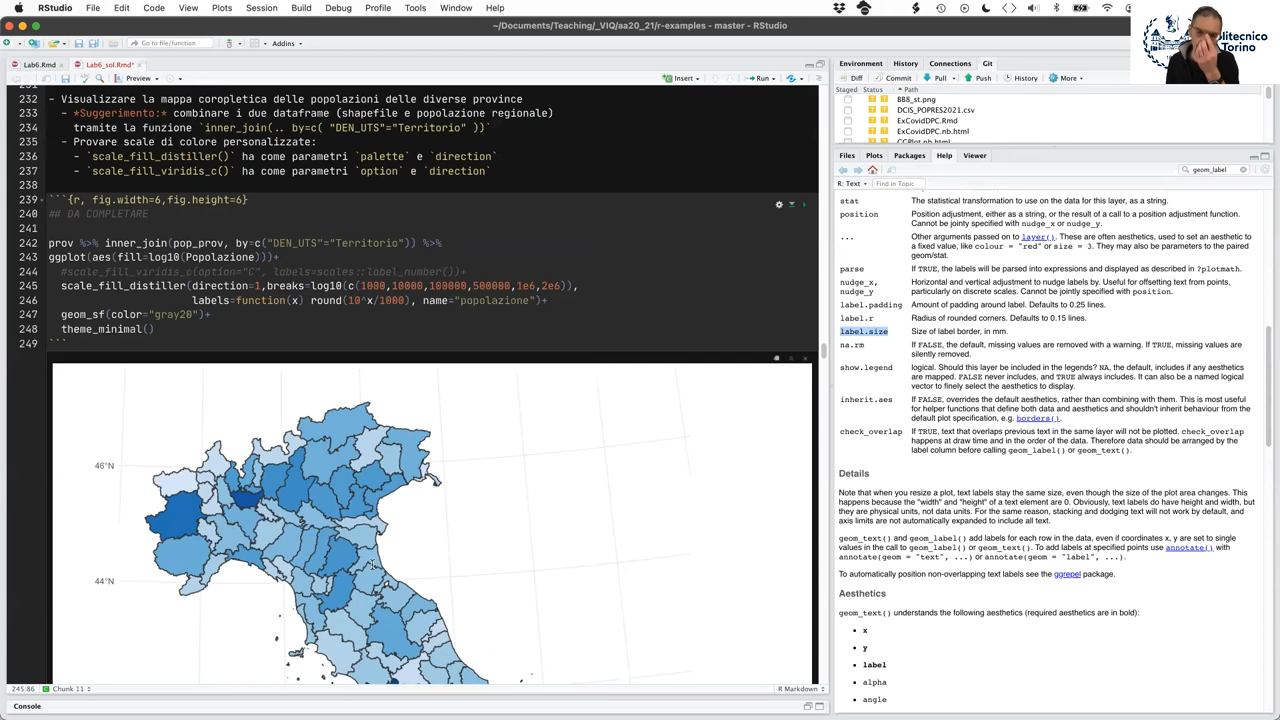 RStudio File Edit Code View Plots Session Build Debug Profile Tools Window Help
~/Documents/Teaching/_VIQ/aa20_21/r-examples - master - RStudio
Go to file/function Addins
Lab6.Rmd Lab6_sol.Rmd*
Preview Insert Run
232 - Visualizzare la mappa coropletica delle popolazioni delle diverse province
233 - *Suggerimento:* combinare i due dataframe (shapefile e popolazione regionale)
234 tramite la funzione `inner_join(.. by=c( "DEN_UTS"="Territorio" ))`
235 - Provare scale di colore personalizzate:
236 - `scale_fill_distiller()` ha come parametri `palette` e `direction`
237 - `scale_fill_viridis_c()` ha come parametri `option` e `direction`
238
239 ```{r, fig.width=6,fig.height=6}
240 ## DA COMPLETARE
241
242 prov %>% inner_join(pop_prov, by=c("DEN_UTS"="Territorio")) %>%
243 ggplot(aes(fill=log10(Popolazione)))+
244 #scale_fill_viridis_c(option="C", labels=scales::label_number())+
245 scale_fill_distiller(direction=1,breaks=log10(c(1000,10000,100000,500000,1e6,2e6)),
246 labels=function(x) round(10^x/1000), name="popolazione")+
247 geom_sf(color="gray20")+
248 theme_minimal()
249 ```
46°N
44°N
245:86 Chunk 11 R Markdown
Console
Politecnico
Torino
Environment History Connections Git
Diff Commit Pull Push History More
Staged Status Path
BB8_st.png
DCIS_POPRES2021.csv
ExCovidDPC.Rmd
ExCovidDPC.nb.html
GGPlot.nb.html
Files Plots Packages Help Viewer
geom_label
R: Text Find in Topic
stat The statistical transformation to use on the data for this layer, as a string.
position Position adjustment, either as a string, or the result of a call to a position adjustment function.
Cannot be jointly specified with nudge_x or nudge_y.
... Other arguments passed on to layer(). These are often aesthetics, used to set an aesthetic to
a fixed value, like colour = "red" or size = 3. They may also be parameters to the paired
geom/stat.
parse If TRUE, the labels will be parsed into expressions and displayed as described in ?plotmath.
nudge_x, Horizontal and vertical adjustment to nudge labels by. Useful for offsetting text from points,
nudge_y particularly on discrete scales. Cannot be jointly specified with position.
label.padding Amount of padding around label. Defaults to 0.25 lines.
label.r Radius of rounded corners. Defaults to 0.15 lines.
label.size Size of label border, in mm.
na.rm If FALSE, the default, missing values are removed with a warning. If TRUE, missing values are
silently removed.
show.legend logical. Should this layer be included in the legends? NA, the default, includes if any aesthetics
are mapped. FALSE never includes, and TRUE always includes. It can also be a named logical
vector to finely select the aesthetics to display.
inherit.aes If FALSE, overrides the default aesthetics, rather than combining with them. This is most useful
for helper functions that define both data and aesthetics and shouldn't inherit behaviour from the
default plot specification, e.g. borders().
check_overlap If TRUE, text that overlaps previous text in the same layer will not be plotted. check_overlap
happens at draw time and in the order of the data. Therefore data should be arranged by the
label column before calling geom_label() or geom_text().
Details
Note that when you resize a plot, text labels stay the same size, even though the size of the plot area changes. This
happens because the "width" and "height" of a text element are 0. Obviously, text labels do have height and width, but
they are physical units, not data units. For the same reason, stacking and dodging text will not work by default, and
axis limits are not automatically expanded to include all text.
geom_text() and geom_label() add labels for each row in the data, even if coordinates x, y are set to single
values in the call to geom_label() or geom_text(). To add labels at specified points use annotate() with
annotate(geom = "text", ...) or annotate(geom = "label", ...).
To automatically position non-overlapping text labels see the ggrepel package.
Aesthetics
geom_text() understands the following aesthetics (required aesthetics are in bold):
• x
• y
• label
• alpha
• angle